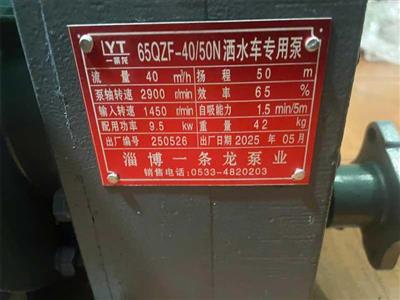 YT
一条龙
65QZF-40/50N洒水车专用泵
流量 40 m³/h 扬程 50 m
泵轴转速 2900 r/min 效率 65 %
输入转速 1450 r/min 自吸能力 1.5 min/5m
配用功率 9.5 kw 重量 42 kg
出厂编号 250526 出厂日期 2025 年 05 月
淄博一条龙泵业
销售电话:0533-4820203